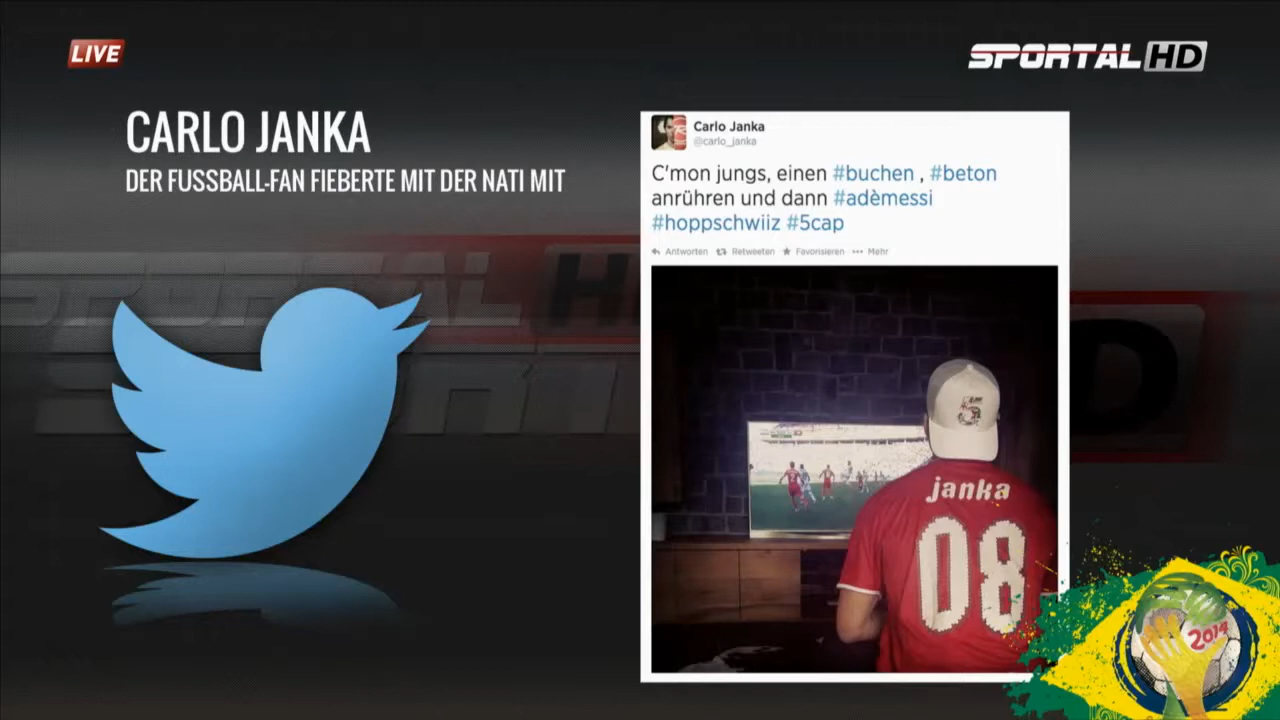 LIVE
SPORTAL HD
CARLO JANKA
DER FUSSBALL-FAN FIEBERTE MIT DER NATI MIT
Carlo Janka
@carlo_janka
C'mon jungs, einen #buchen , #beton
anrühren und dann #adèmessi
#hoppschwiiz #5cap
Antworten Retweeten Favorisieren Mehr
5
janka
08
2014